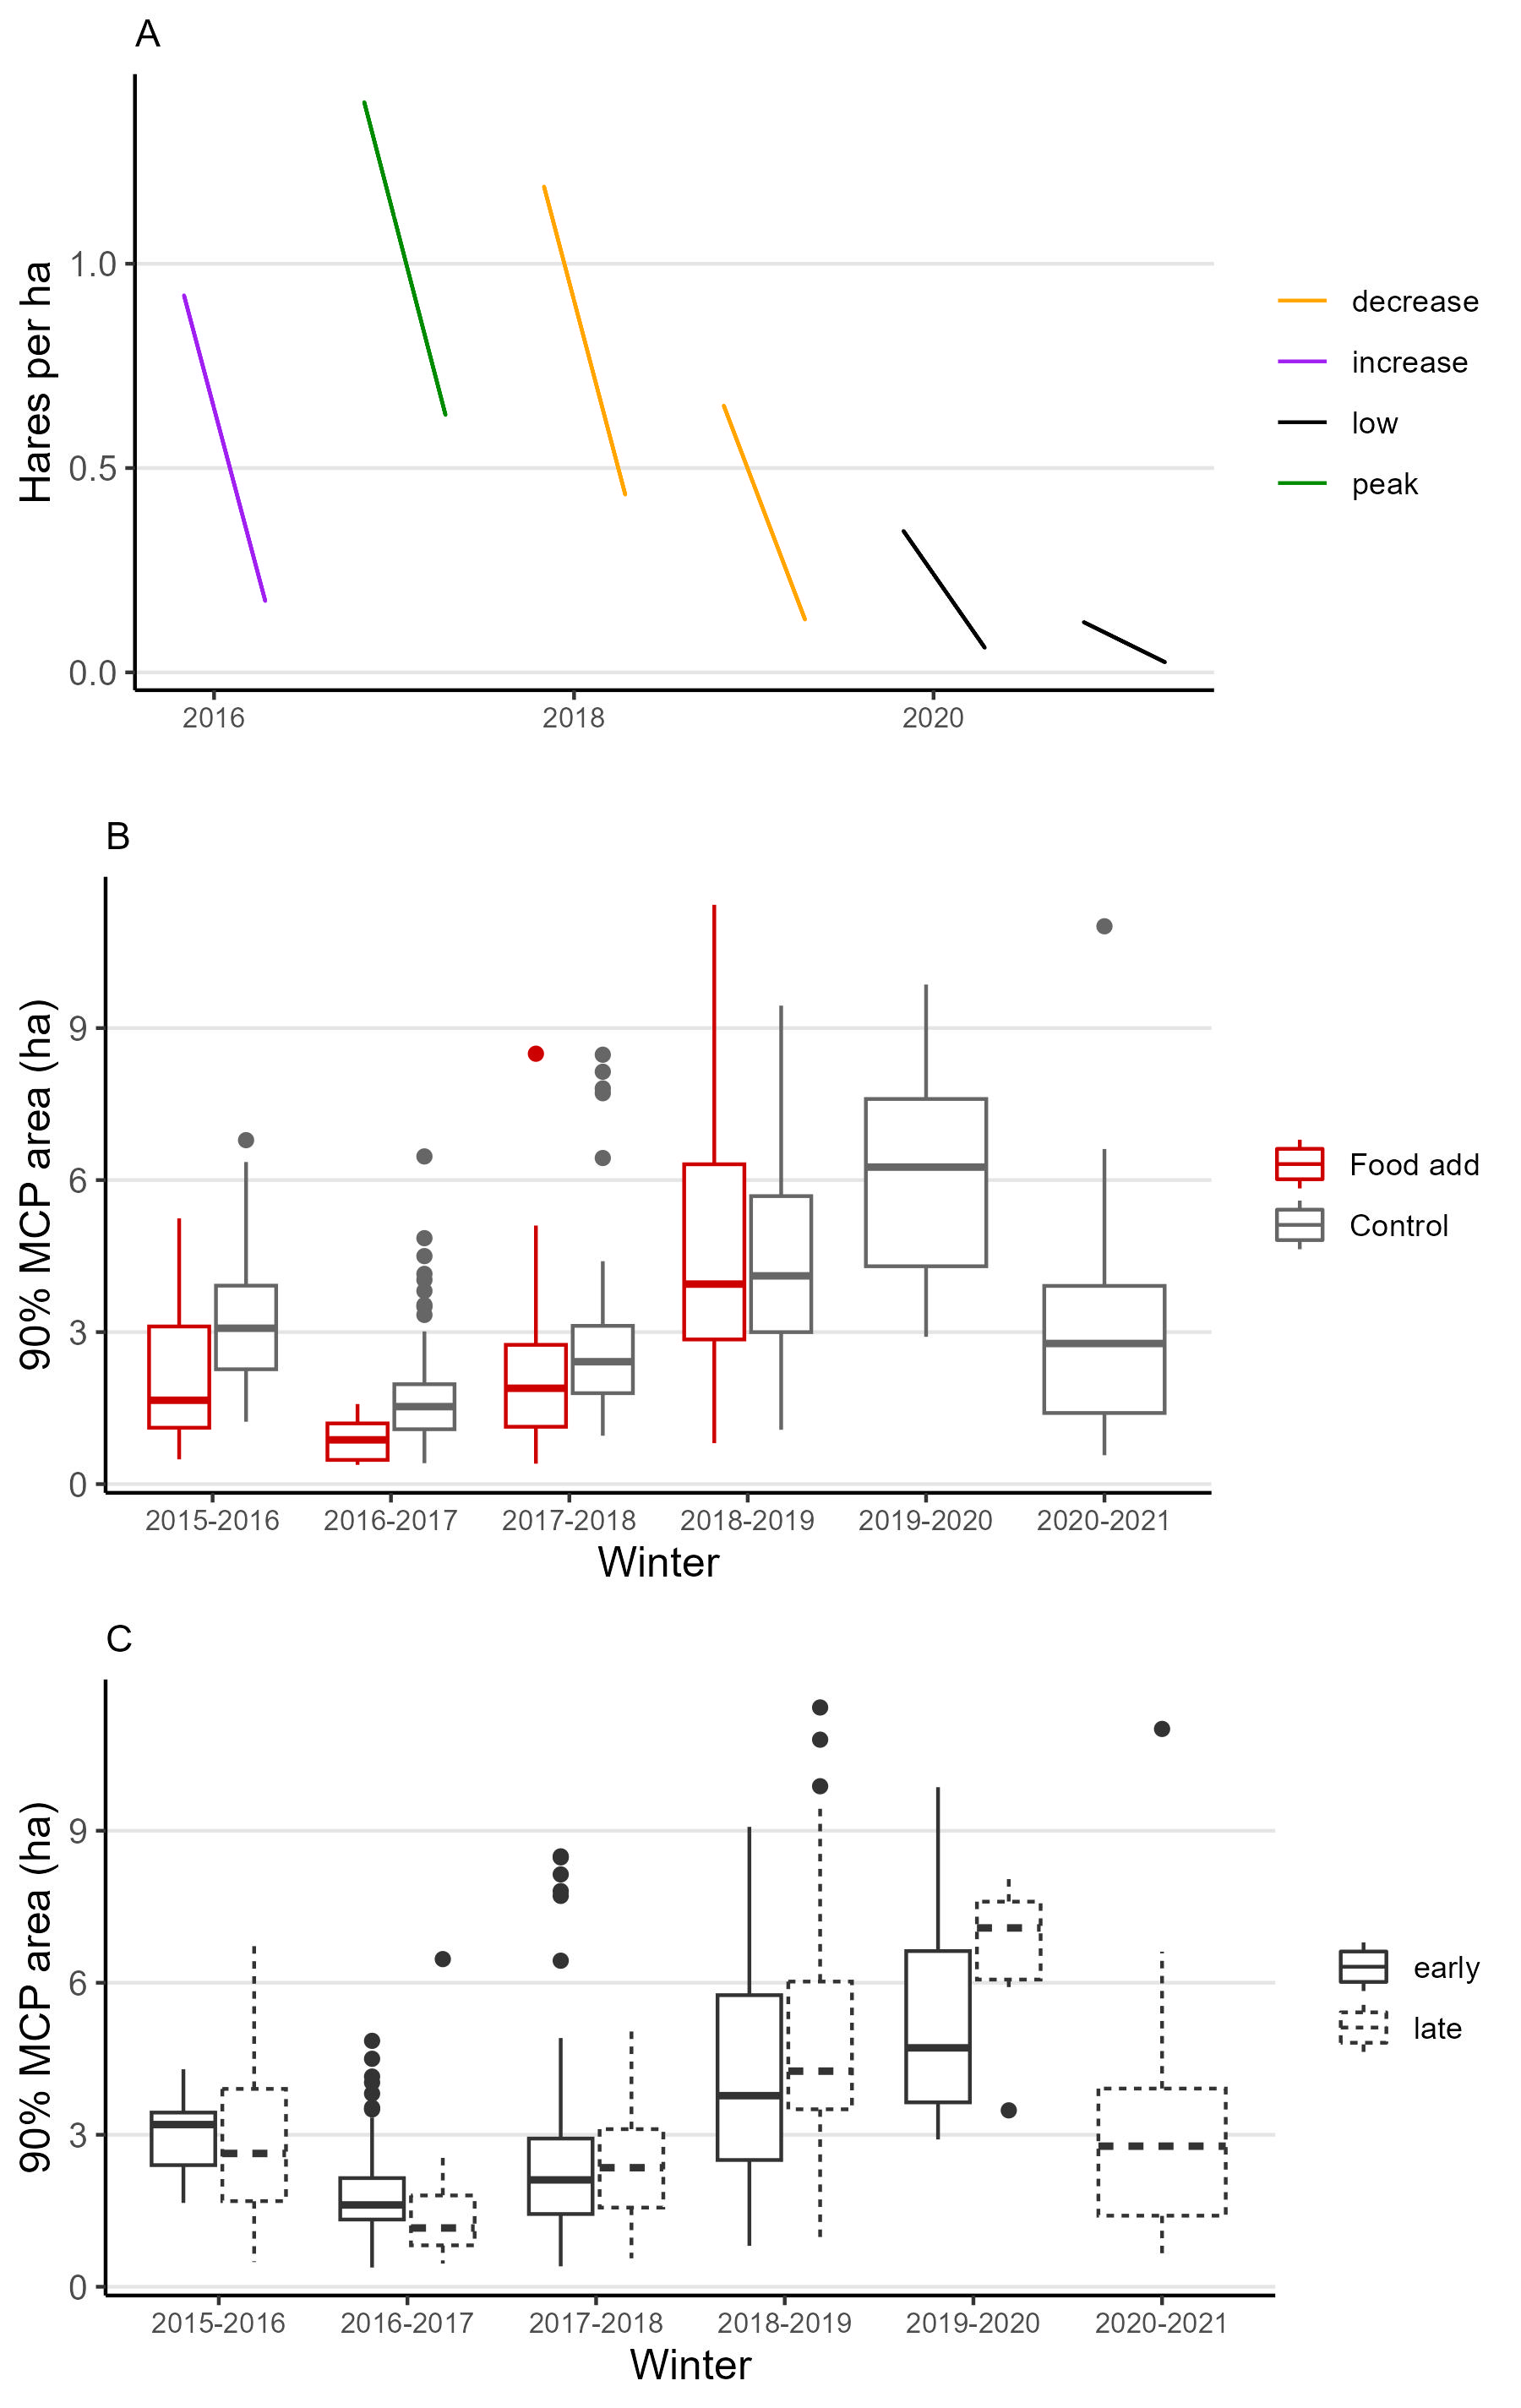 A
Hares per ha
1.0
0.5
0.0
2016 2018 2020
decrease
increase
low
peak
B
90% MCP area (ha)
9
6
3
0
2015-2016 2016-2017 2017-2018 2018-2019 2019-2020 2020-2021
Winter
Food add
Control
C
90% MCP area (ha)
9
6
3
0
2015-2016 2016-2017 2017-2018 2018-2019 2019-2020 2020-2021
Winter
early
late